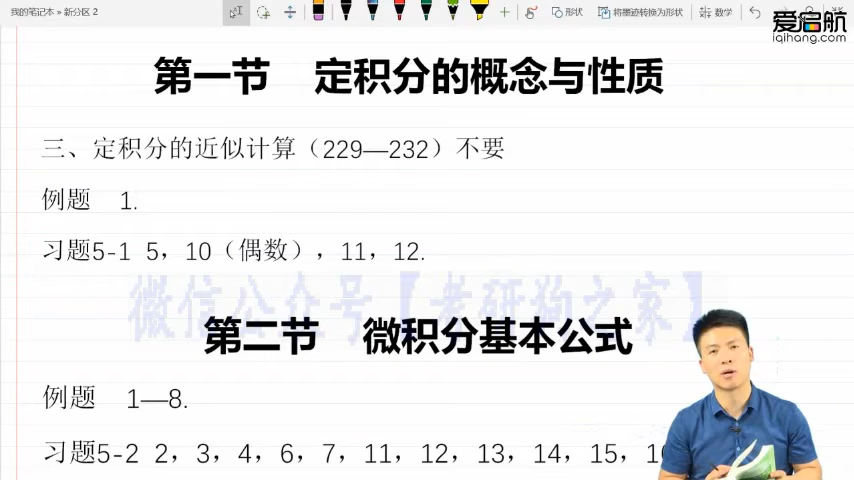 我的笔记本 » 新分区 2
形状
将墨迹转换为形状
数学
爱启航
iqihang.com
第一节 定积分的概念与性质
三、定积分的近似计算（229—232）不要
例题 1.
习题5-1 5，10（偶数），11，12.
微信公众号【考研狗之家】
第二节 微积分基本公式
例题 1—8.
习题5-2 2，3，4，6，7，11，12，13，14，15，